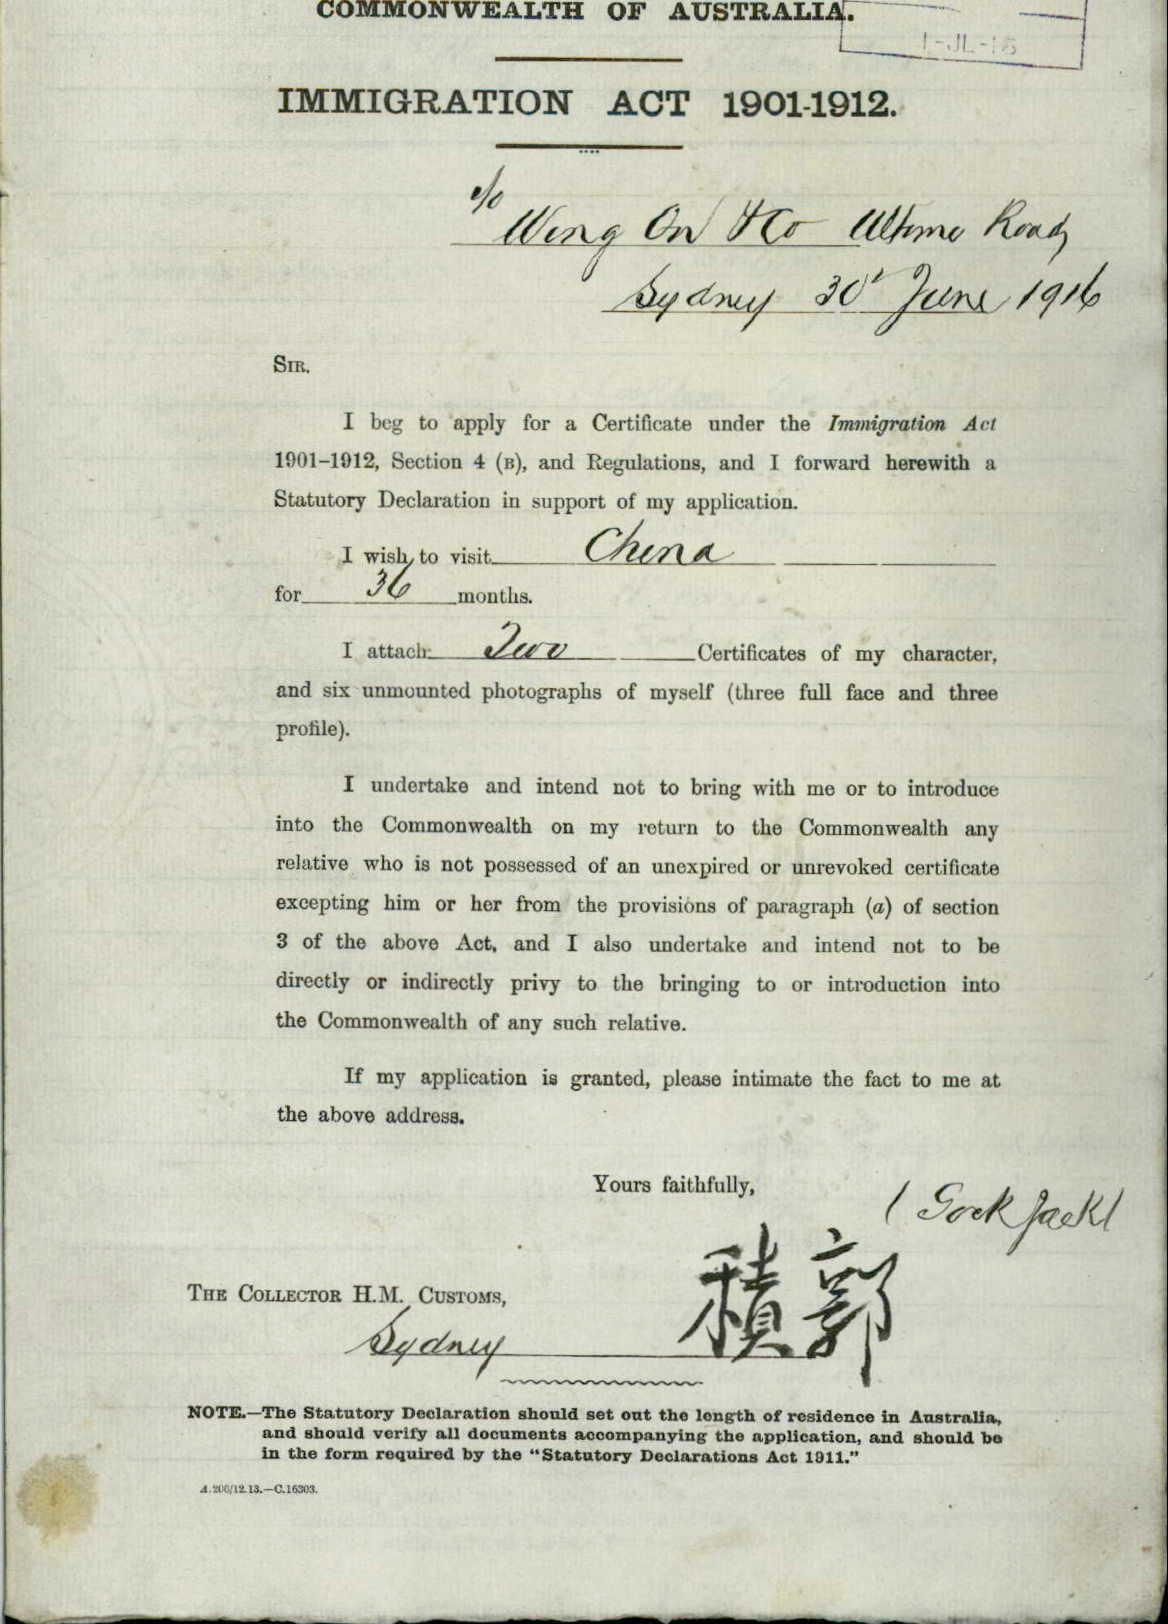 COMMONWEALTH OF AUSTRALIA.
1-JL-16
IMMIGRATION ACT 1901-1912.
c/o
Wing On & Co Ultimo Road
Sydney 30' June 1916
SIR.
I beg to apply for a Certificate under the Immigration Act
1901–1912, Section 4 (B), and Regulations, and I forward herewith a
Statutory Declaration in support of my application.
I wish to visit China
for 36 months.
I attach Two Certificates of my character,
and six unmounted photographs of myself (three full face and three
profile).
I undertake and intend not to bring with me or to introduce
into the Commonwealth on my return to the Commonwealth any
relative who is not possessed of an unexpired or unrevoked certificate
excepting him or her from the provisions of paragraph (a) of section
3 of the above Act, and I also undertake and intend not to be
directly or indirectly privy to the bringing to or introduction into
the Commonwealth of any such relative.
If my application is granted, please intimate the fact to me at
the above address.
Yours faithfully,
( Gock Jack )
郭積
THE COLLECTOR H.M. CUSTOMS,
Sydney
NOTE.—The Statutory Declaration should set out the length of residence in Australia,
and should verify all documents accompanying the application, and should be
in the form required by the “Statutory Declarations Act 1911.”
A.200/12.13.—C.16303.